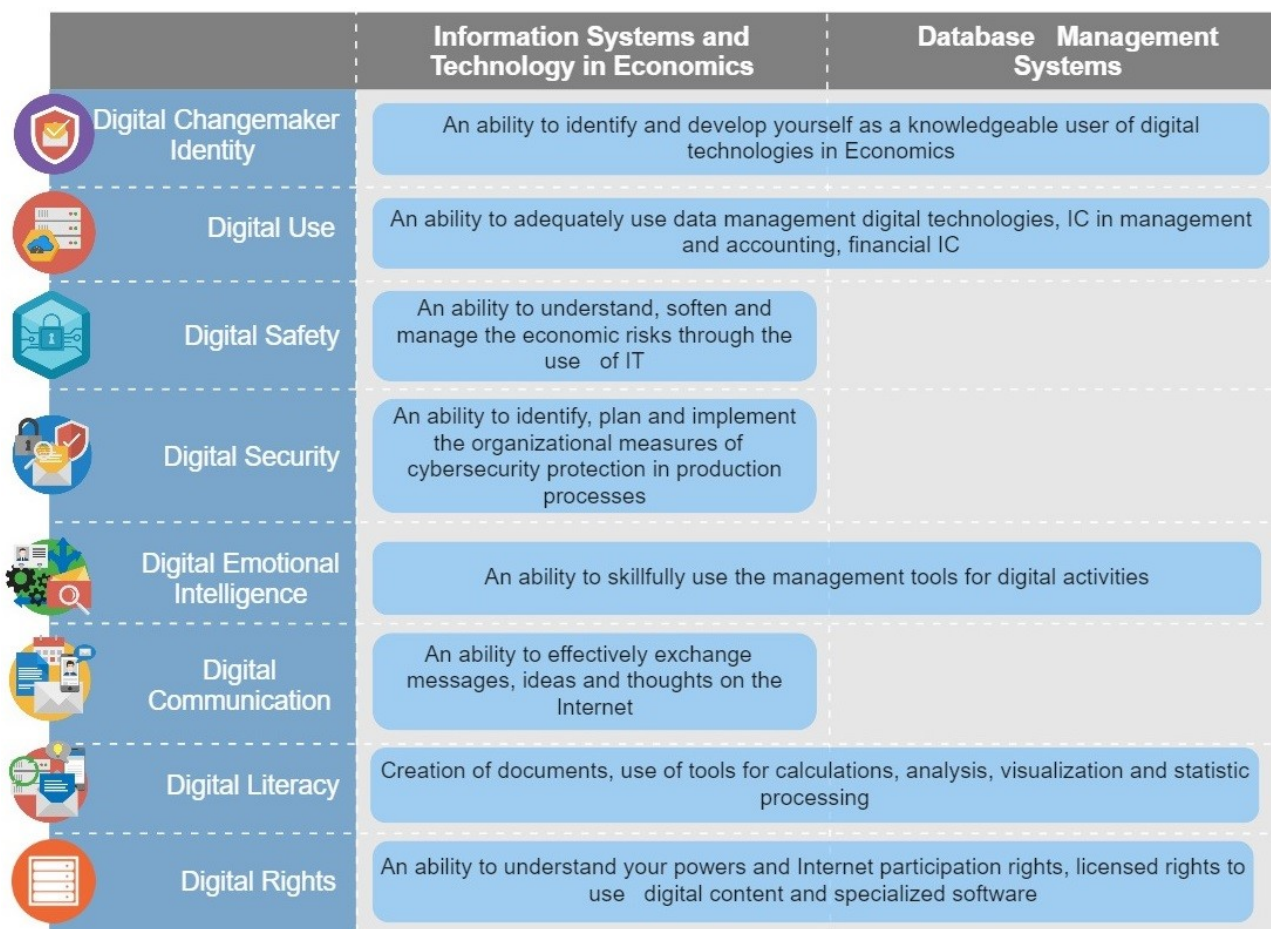 Information Systems and
Technology in Economics
Database Management
Systems
Digital Changemaker
Identity
An ability to identify and develop yourself as a knowledgeable user of digital
technologies in Economics
Digital Use
An ability to adequately use data management digital technologies, IC in management
and accounting, financial IC
Digital Safety
An ability to understand, soften and
manage the economic risks through the
use of IT
Digital Security
An ability to identify, plan and implement
the organizational measures of
cybersecurity protection in production
processes
Digital Emotional
Intelligence
An ability to skillfully use the management tools for digital activities
Digital
Communication
An ability to effectively exchange
messages, ideas and thoughts on the
Internet
Digital Literacy
Creation of documents, use of tools for calculations, analysis, visualization and statistic
processing
Digital Rights
An ability to understand your powers and Internet participation rights, licensed rights to
use digital content and specialized software